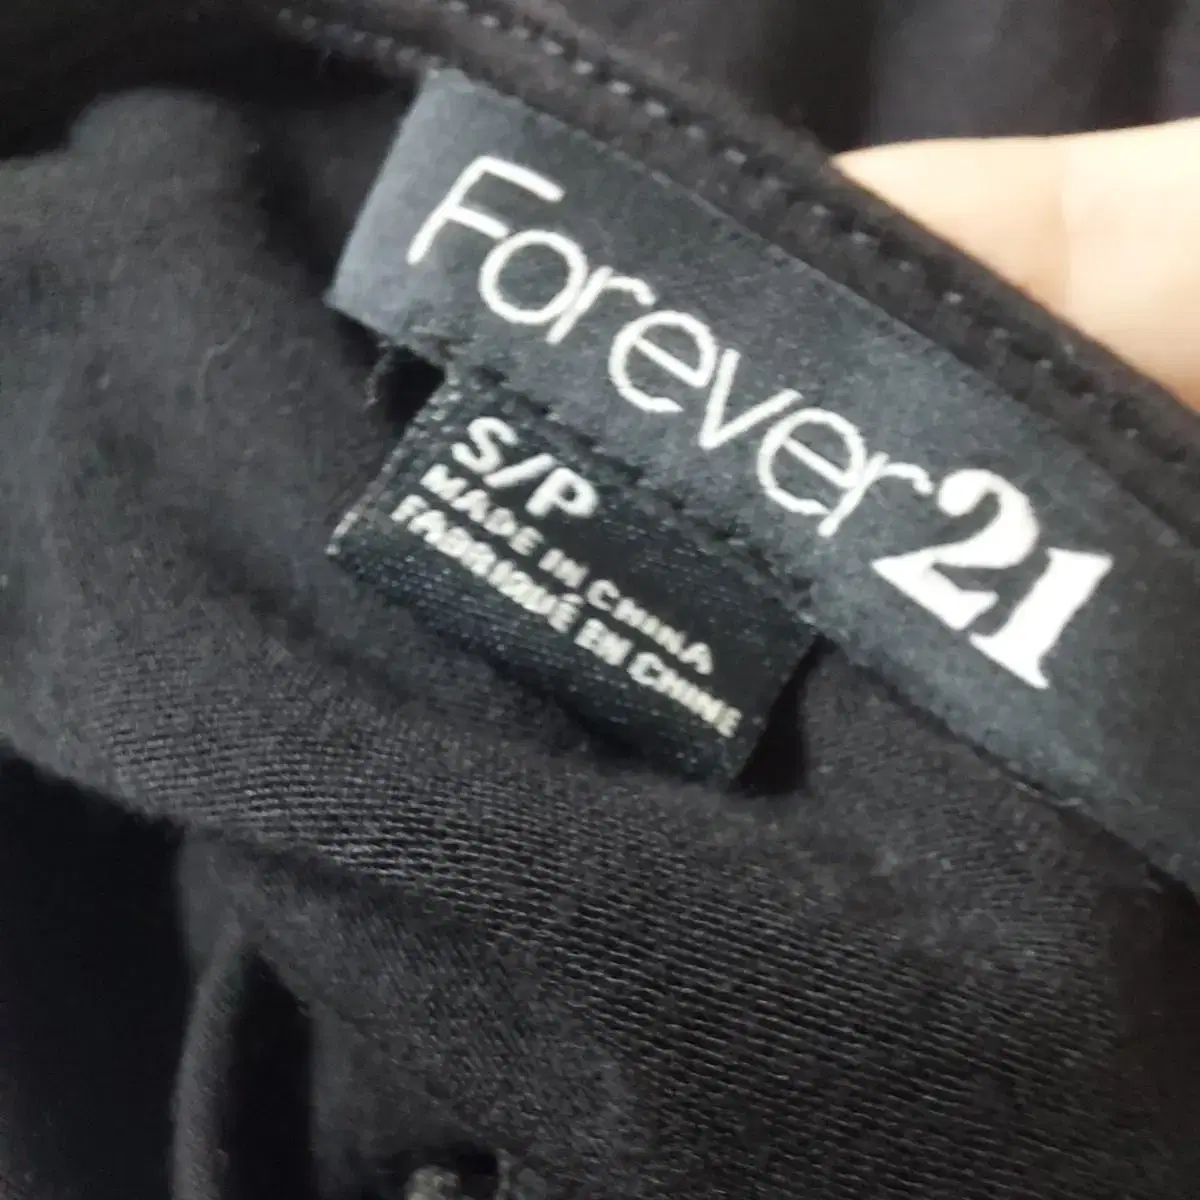 Forever21
S/P
MADE IN CHINA
FABRIQUÉ EN CHINE